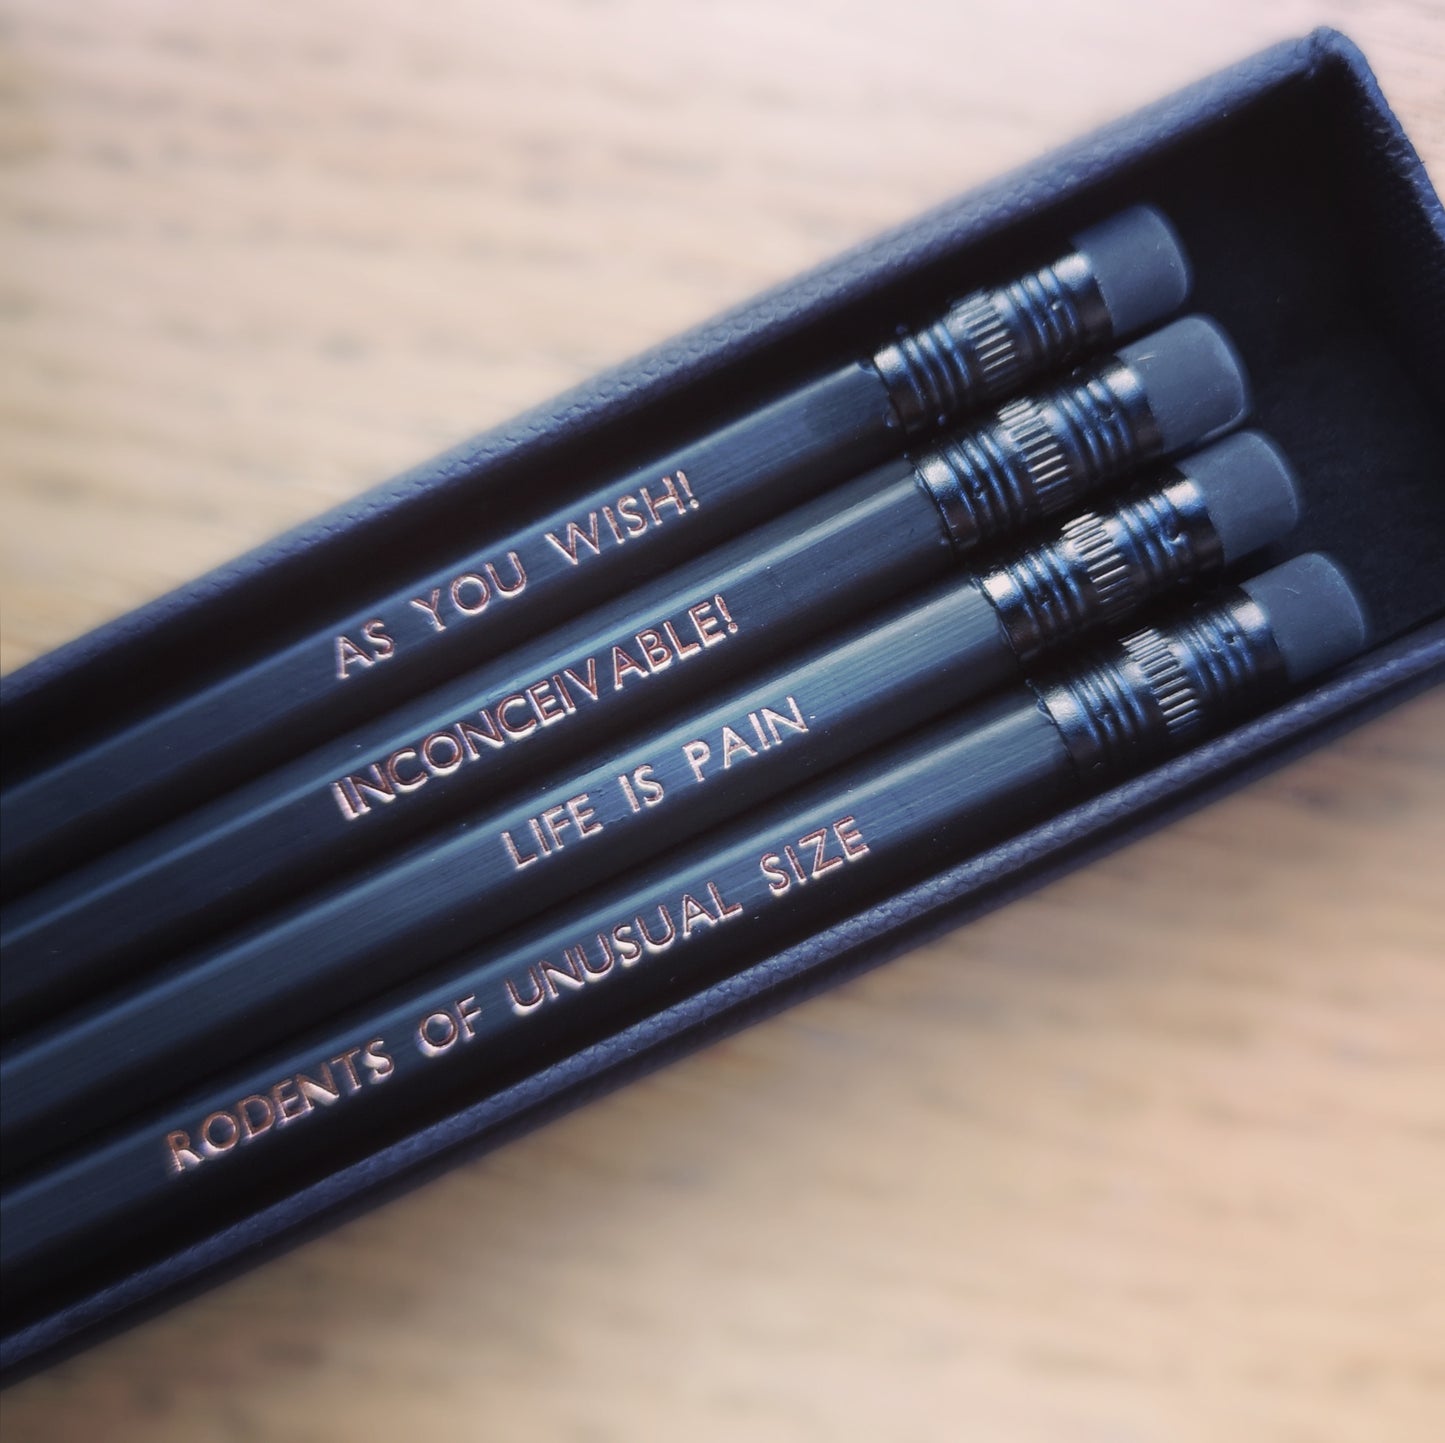 AS YOU WISH!
INCONCEIVABLE!
LIFE IS PAIN
RODENTS OF UNUSUAL SIZE